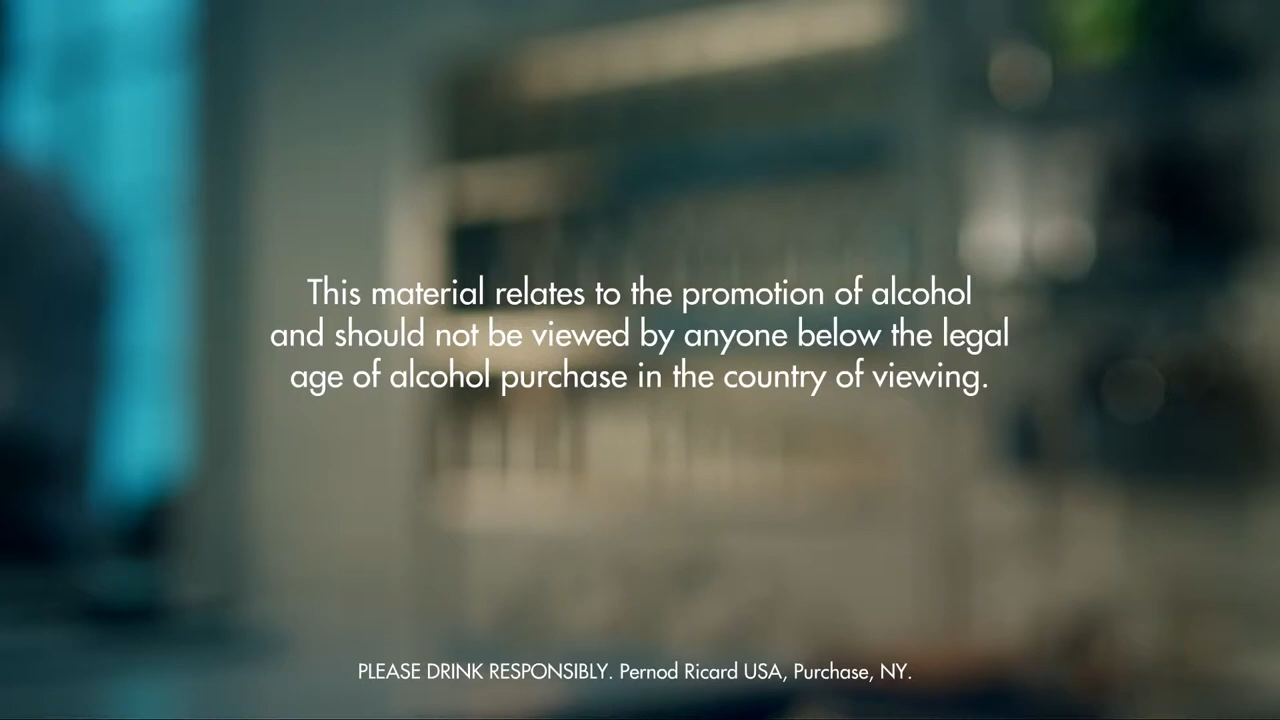 This material relates to the promotion of alcohol
and should not be viewed by anyone below the legal
age of alcohol purchase in the country of viewing.
PLEASE DRINK RESPONSIBLY. Pernod Ricard USA, Purchase, NY.